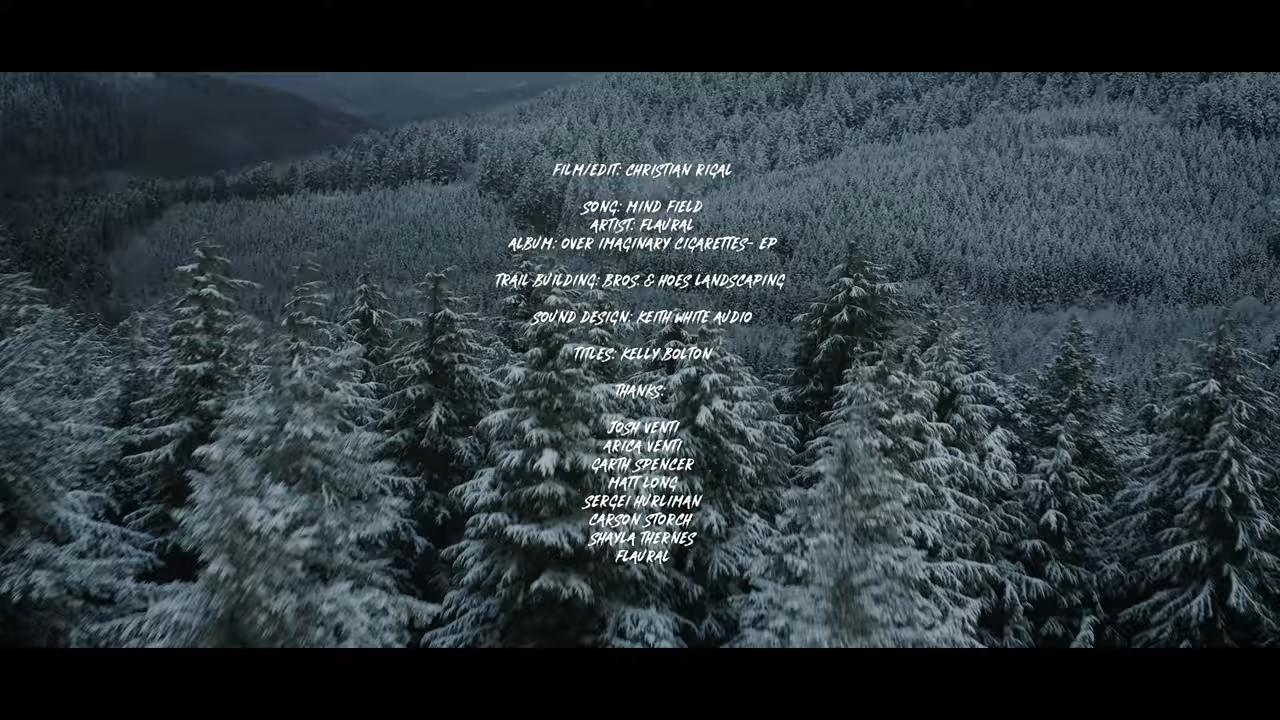 FILM/EDIT: CHRISTIAN RIGAL
SONG: MIND FIELD
ARTIST: FLAURAL
ALBUM: OVER IMAGINARY CIGARETTES- EP
TRAIL BUILDING: BROS. & HOES LANDSCAPING
SOUND DESIGN: KEITH WHITE AUDIO
TITLES: KELLY BOLTON
THANKS:
JOSH VENTI
ARICA VENTI
GARTH SPENCER
MATT LONG
SERGEI HURLIMAN
CARSON STORCH
SHAYLA THERNES
FLAURAL